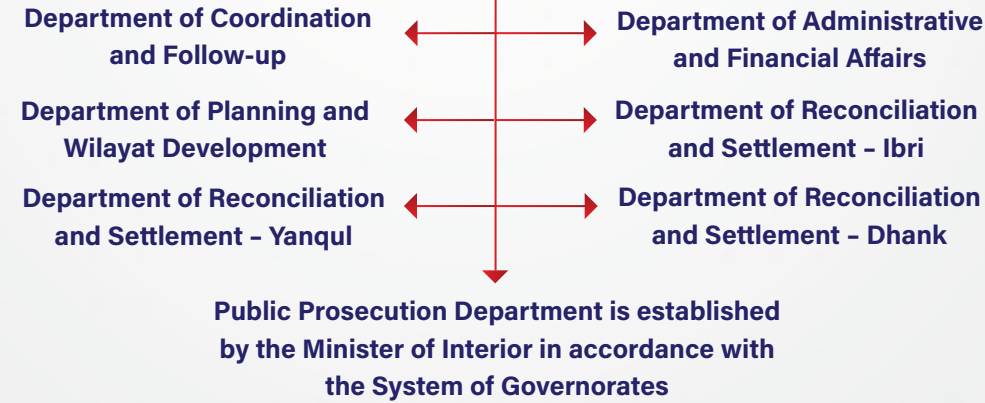 Department of Coordination
and Follow-up
Department of Administrative
and Financial Affairs
Department of Planning and
Wilayat Development
Department of Reconciliation
and Settlement – Ibri
Department of Reconciliation
and Settlement – Yanqul
Department of Reconciliation
and Settlement – Dhank
Public Prosecution Department is established
by the Minister of Interior in accordance with
the System of Governorates